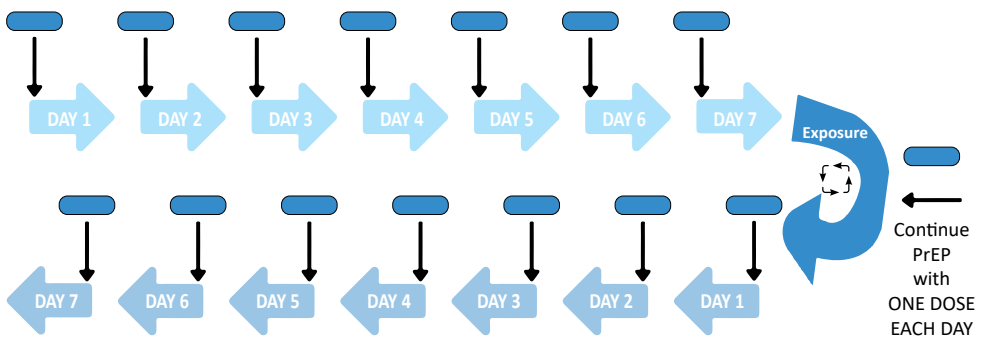 DAY 1 DAY 2 DAY 3 DAY 4 DAY 5 DAY 6 DAY 7
Exposure
Continue
PrEP
with
ONE DOSE
EACH DAY
DAY 7 DAY 6 DAY 5 DAY 4 DAY 3 DAY 2 DAY 1